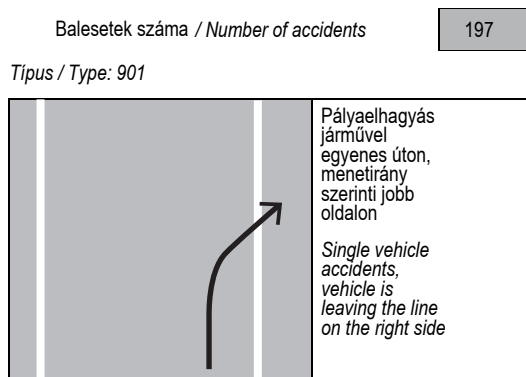 Balesetek száma / Number of accidents 197
Típus / Type: 901
Pályaelhagyás
járművel
egyenes úton,
menetirány
szerinti jobb
oldalon
Single vehicle
accidents,
vehicle is
leaving the line
on the right side